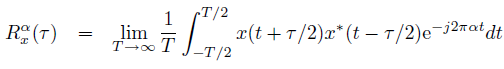 R_x^α(τ) = lim_{T→∞} 1/T ∫_{-T/2}^{T/2} x(t + τ/2)x*(t − τ/2)e^{−j2παt}dt